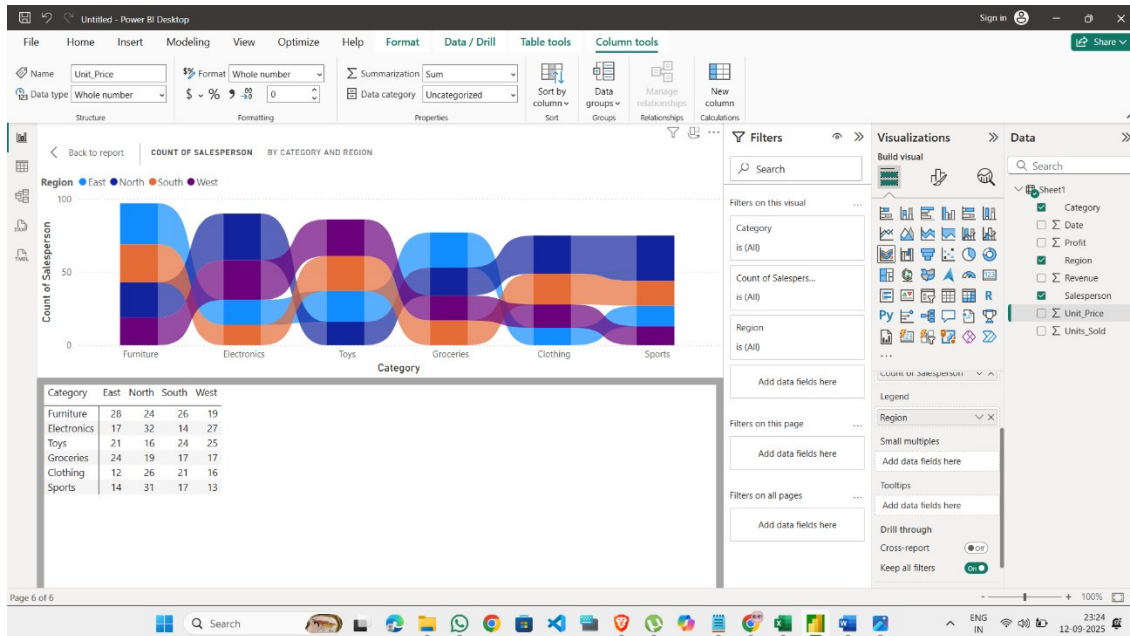 Untitled - Power BI Desktop
Sign in
File Home Insert Modeling View Optimize Help Format Data / Drill Table tools Column tools
Share
Name Unit_Price
$% Format Whole number
Σ Summarization Sum
Data type Whole number
$ % 9 0
Data category Uncategorized
Sort by column
Data groups
Manage relationships
New column
Structure Formatting Properties Sort Groups Relationships Calculations
Back to report COUNT OF SALESPERSON BY CATEGORY AND REGION
Region East North South West
100
50
0
Count of Salesperson
Furniture Electronics Toys Groceries Clothing Sports
Category
Category East North South West
Furniture 28 24 26 19
Electronics 17 32 14 27
Toys 21 16 24 25
Groceries 24 19 17 17
Clothing 12 26 21 16
Sports 14 31 17 13
Filters
Search
Filters on this visual ...
Category
is (All)
Count of Salespers...
is (All)
Region
is (All)
Add data fields here
Filters on this page ...
Add data fields here
Filters on all pages ...
Add data fields here
Visualizations
Build visual
R
Py
...
Count of Salesperson
Legend
Region
Small multiples
Add data fields here
Tooltips
Add data fields here
Drill through
Cross-report Off
Keep all filters On
Data
Search
Sheet1
Category
Σ Date
Σ Profit
Region
Σ Revenue
Salesperson
Σ Unit_Price
Σ Units_Sold
Page 6 of 6
- + 100%
Search
ENG
IN
23:24
12-09-2025